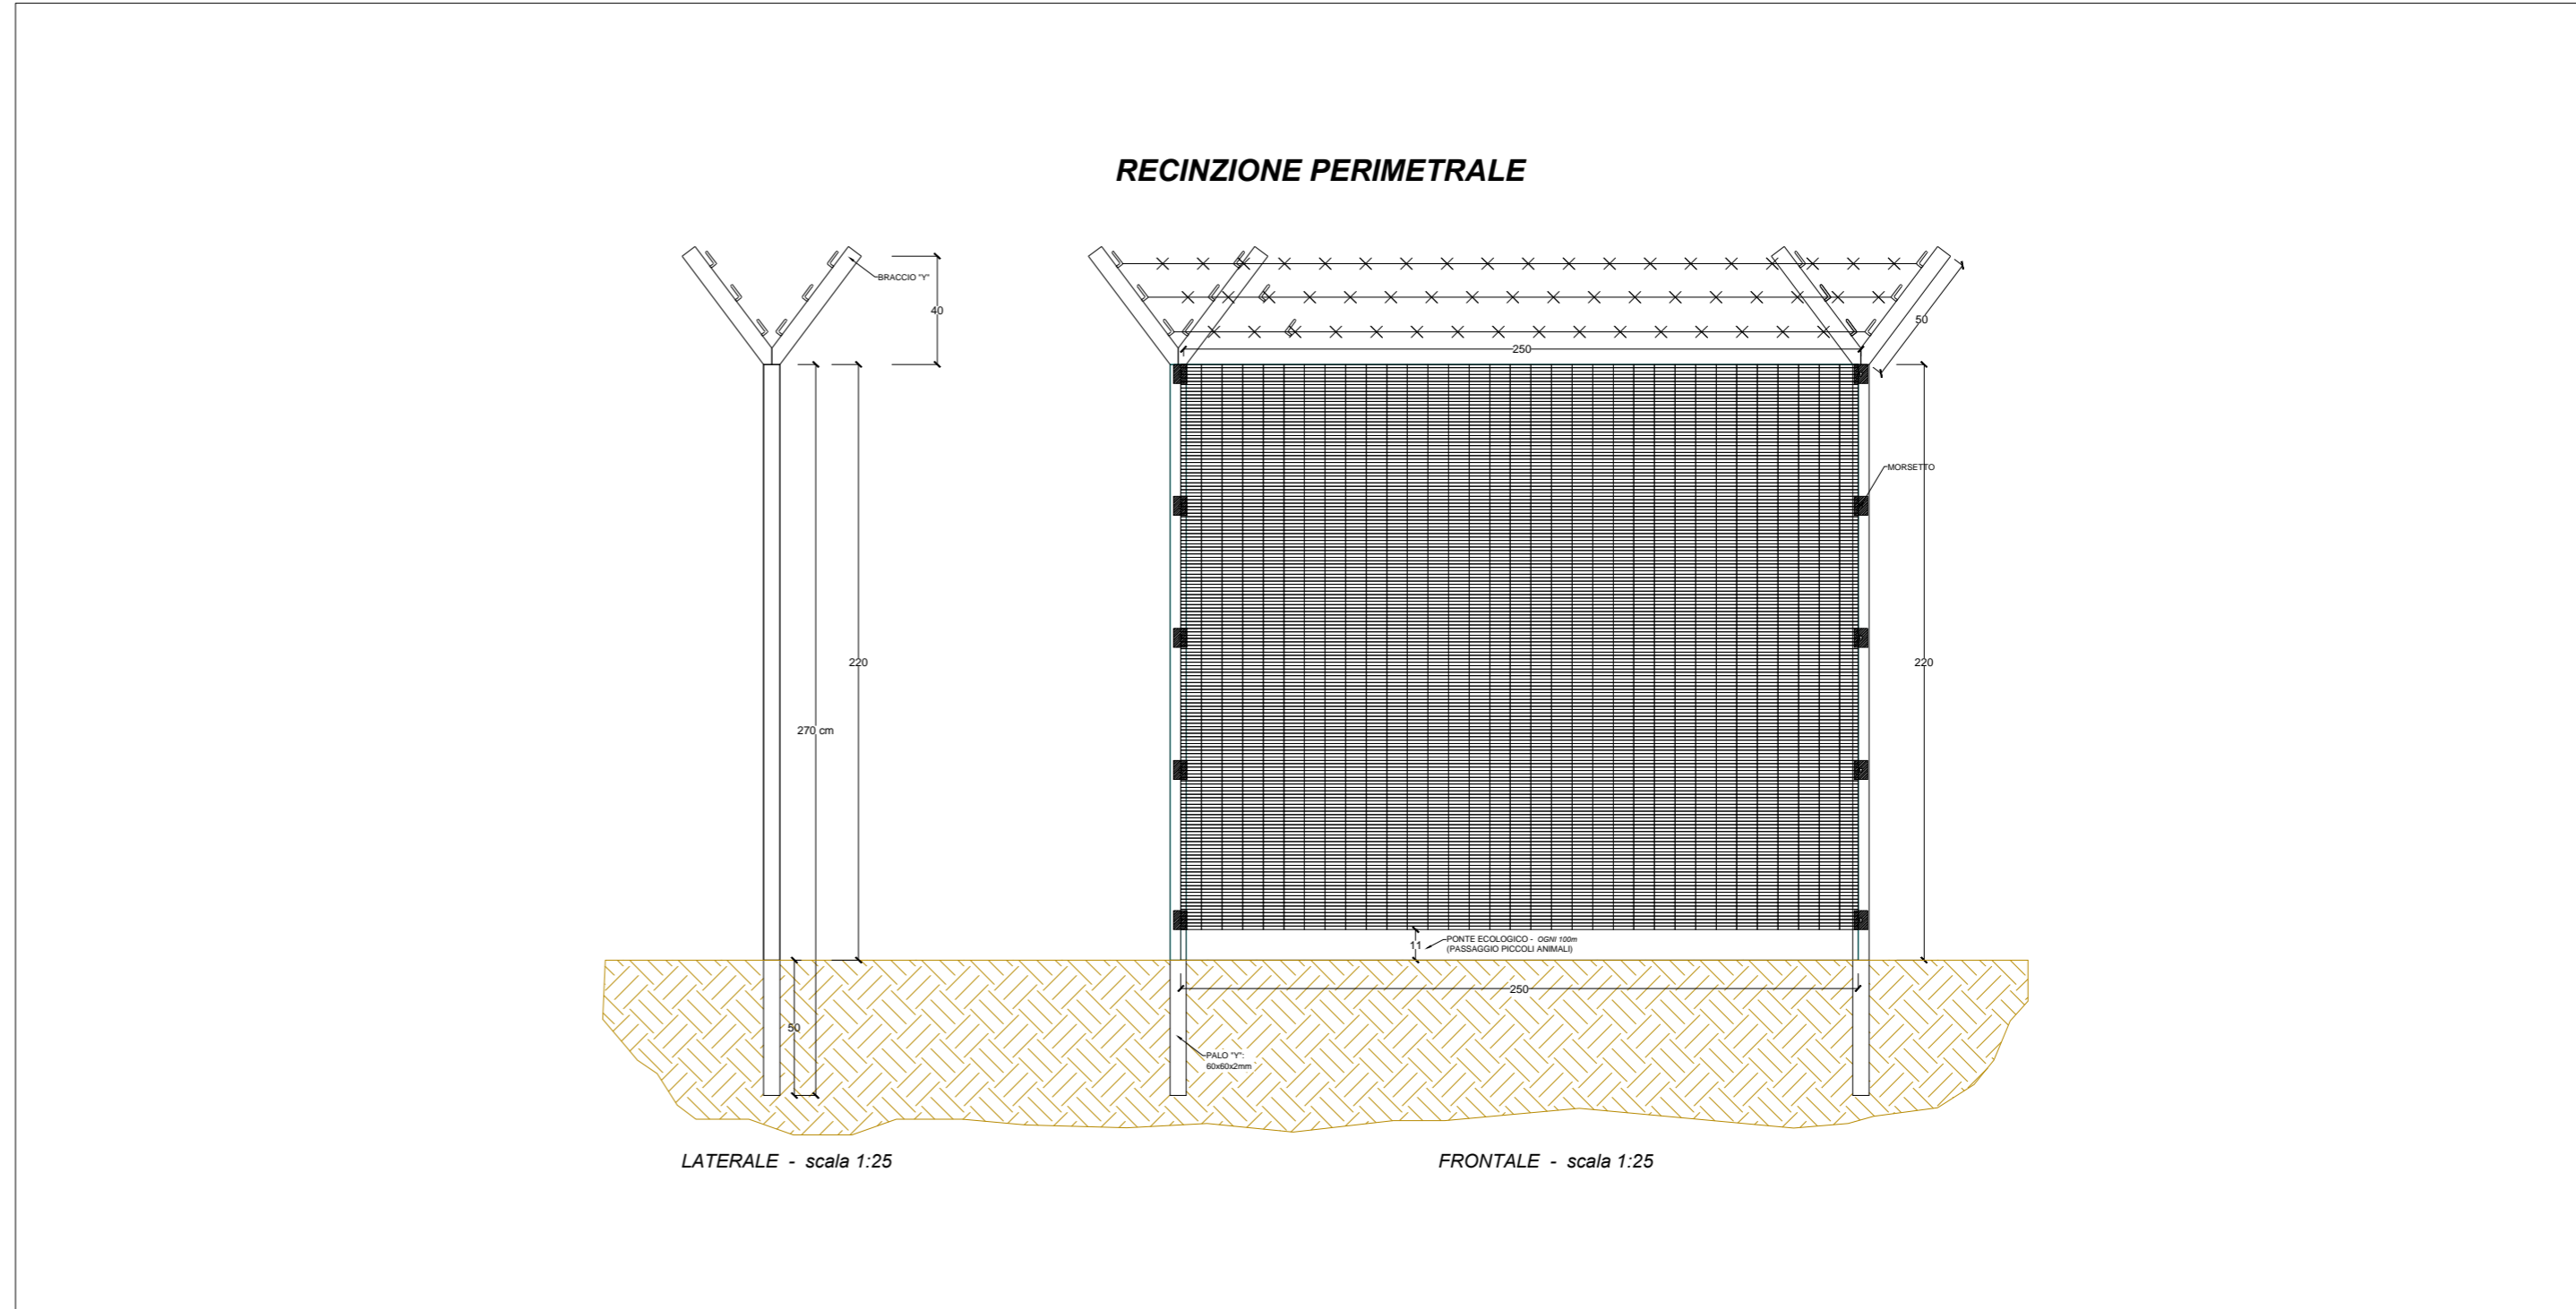 RECINZIONE PERIMETRALE
BRACCIO "Y"
40
50
250
MORSETTO
220
220
270 cm
11
PONTE ECOLOGICO - OGNI 100m
(PASSAGGIO PICCOLI ANIMALI)
250
50
PALO "Y":
60x60x2mm
LATERALE - scala 1:25
FRONTALE - scala 1:25